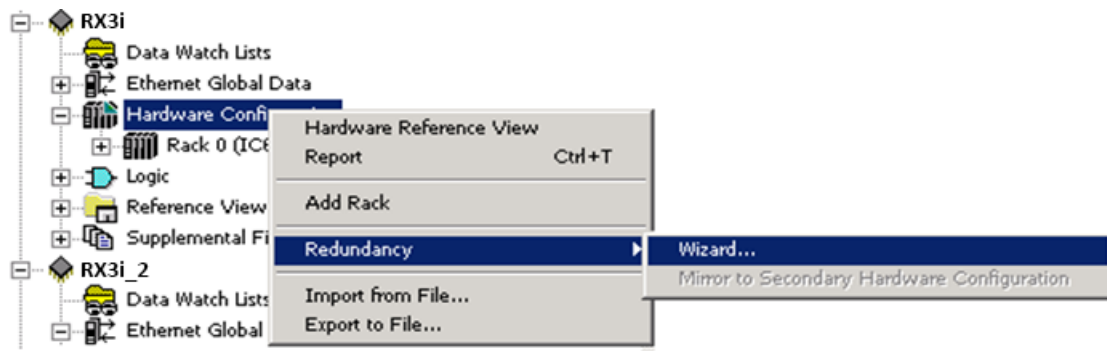 RX3i
Data Watch Lists
Ethernet Global Data
Hardware Confi
Hardware Reference View
Rack 0 (IC6
Report Ctrl+T
Logic
Add Rack
Reference View
Supplemental Fi
Redundancy
Wizard...
RX3i_2
Mirror to Secondary Hardware Configuration
Data Watch Lists
Import from File...
Ethernet Global
Export to File...